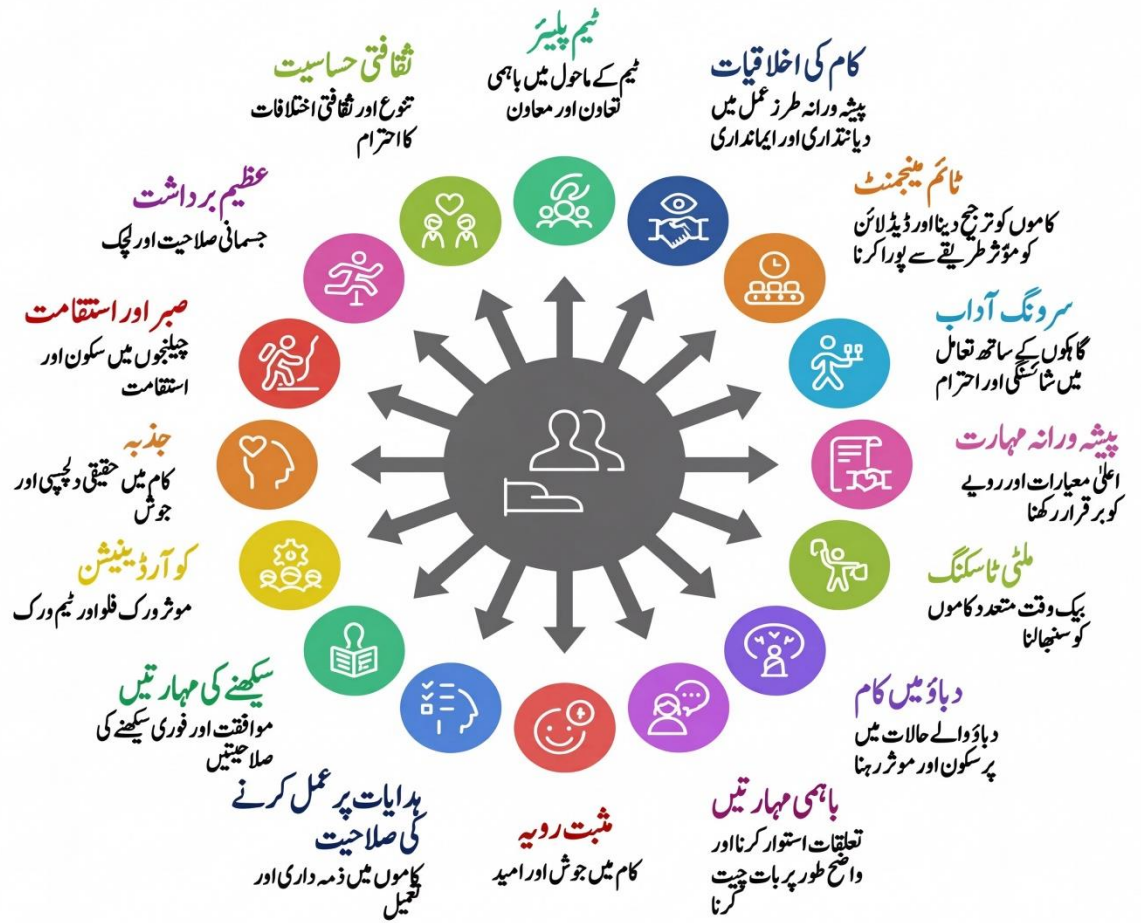 ٹیم پلیئر
ٹیم کے ماحول میں باہمی
تعاون اور معاون
کام کی اخلاقیات
پیشہ ورانہ طرز عمل میں
دیانتداری اور ایمانداری
ٹائم مینجمنٹ
کاموں کو ترجیح دینا اور ڈیڈ لائن
کو مؤثر طریقے سے پورا کرنا
سرونگ آداب
گاہکوں کے ساتھ تعامل
میں شائستگی اور احترام
پیشہ ورانہ مہارت
اعلیٰ معیارات اور رویے
کو برقرار رکھنا
ملٹی ٹاسکنگ
بیک وقت متعدد کاموں
کو سنبھالنا
دباؤ میں کام
دباؤ والے حالات میں
پرسکون اور موثر رہنا
باہمی مہارتیں
تعلقات استوار کرنا اور
واضح طور پر بات چیت
کرنا
مثبت رویہ
کام میں جوش اور امید
ہدایات پر عمل کرنے
کی صلاحیت
کاموں میں ذمہ داری اور
تعمیل
سیکھنے کی مہارتیں
موافقت اور فوری سیکھنے کی
صلاحیتیں
کوآرڈینیشن
موثر ورک فلو اور ٹیم ورک
جذبہ
کام میں حقیقی دلچسپی اور
جوش
صبر اور استقامت
چیلنجوں میں سکون اور
استقامت
عظیم برداشت
جسمانی صلاحیت اور لچک
ثقافتی حساسیت
تنوع اور ثقافتی اختلافات
کا احترام